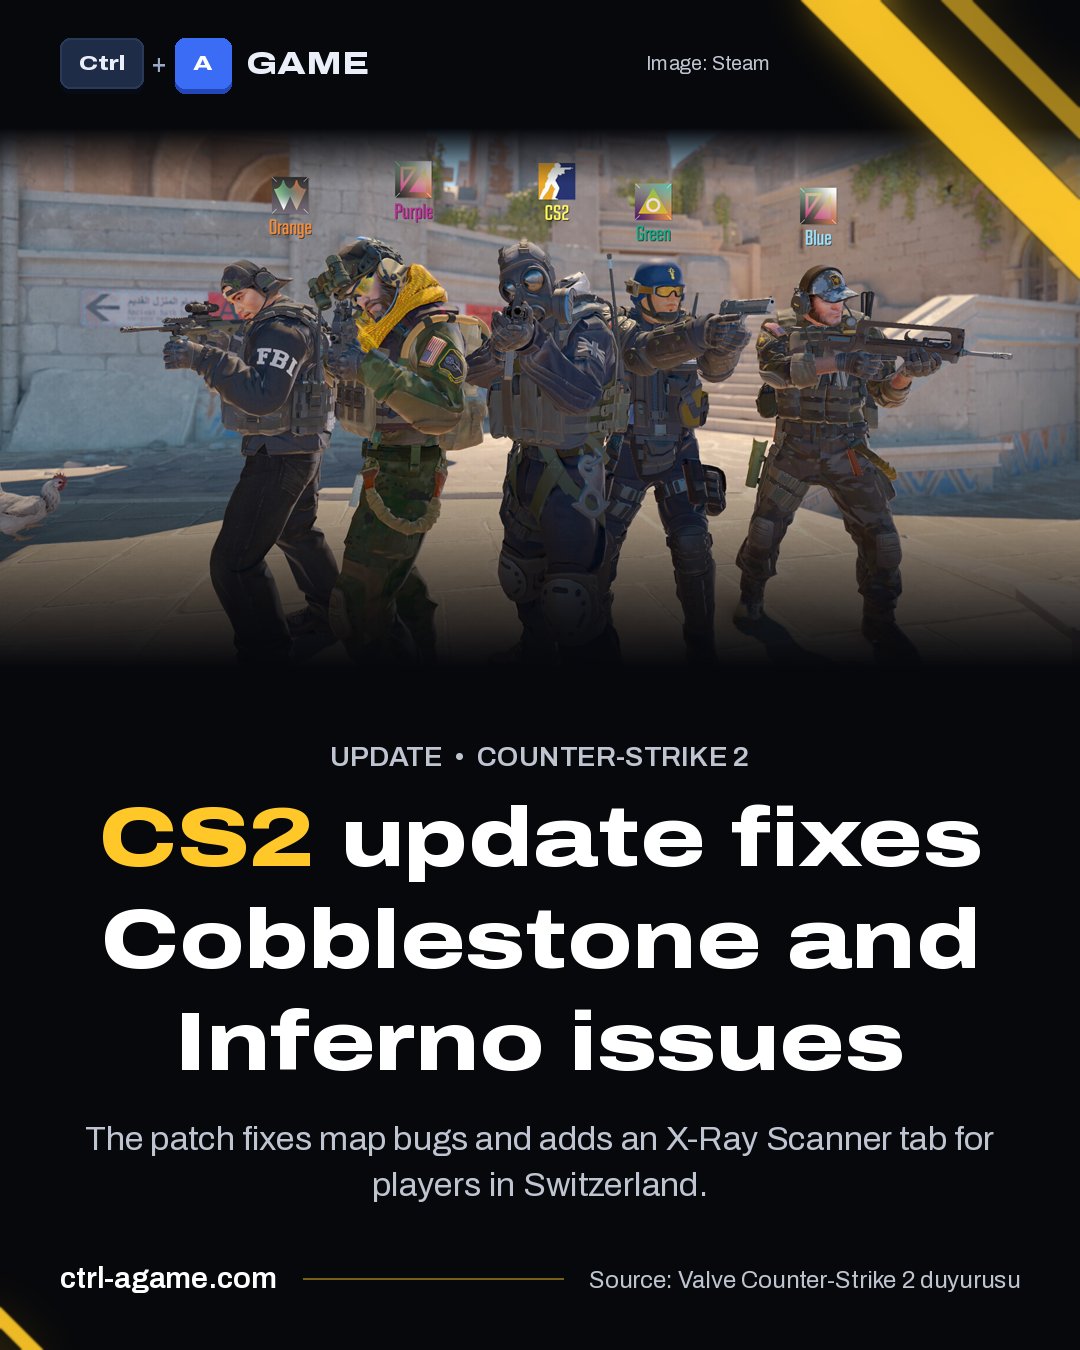 Ctrl + A GAME
Image: Steam
Orange
Purple
CS2
Green
Blue
FBI
UPDATE • COUNTER-STRIKE 2
CS2 update fixes
Cobblestone and
Inferno issues
The patch fixes map bugs and adds an X-Ray Scanner tab for
players in Switzerland.
ctrl-agame.com
Source: Valve Counter-Strike 2 duyurusu